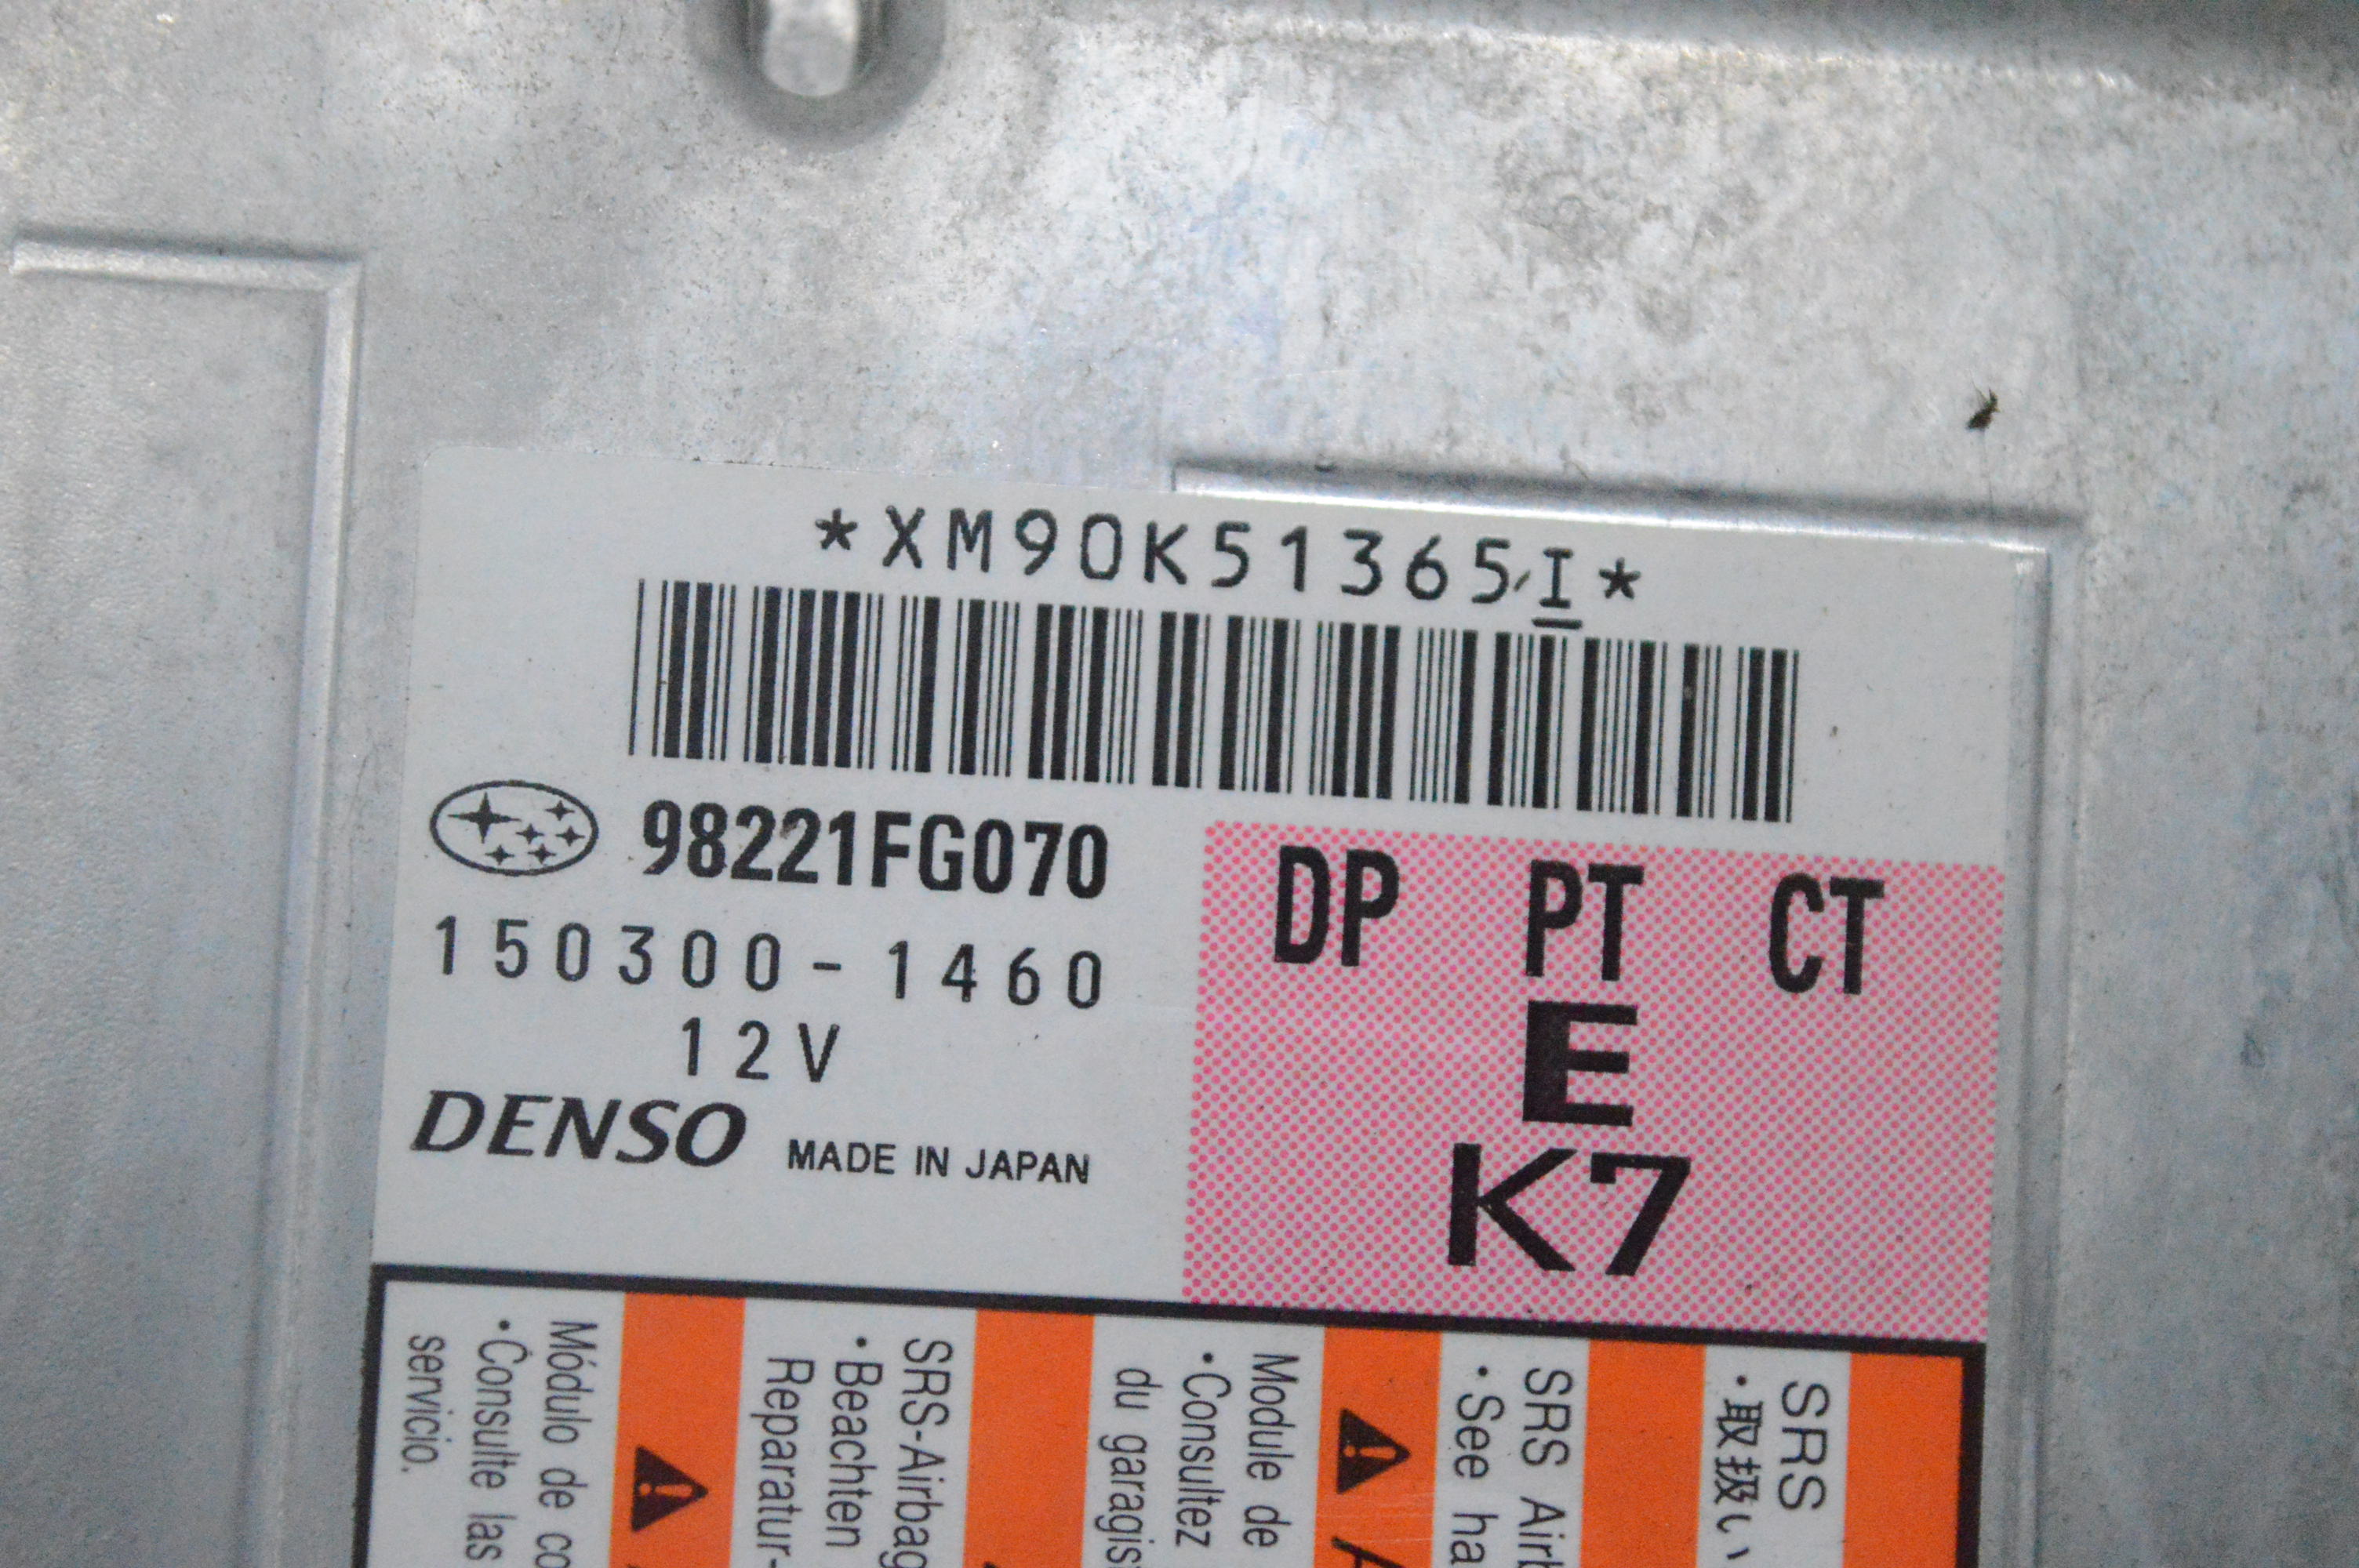 *XM90K51365I*
98221FG070
150300-1460
12V
DENSO MADE IN JAPAN
DP PT CT
E
K7
SRS
・取扱い、
SRS Airb
・See ha
Module de
・Consultez
du garagis
SRS-Airbag
・Beachten
Reparatur-
Módulo de co
・Consulte las
servicio.